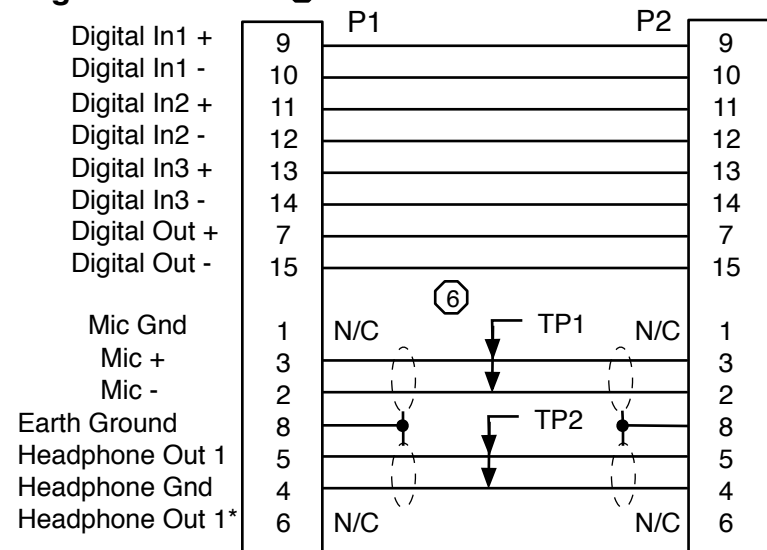 P1 P2
Digital In1 + 9 9
Digital In1 - 10 10
Digital In2 + 11 11
Digital In2 - 12 12
Digital In3 + 13 13
Digital In3 - 14 14
Digital Out + 7 7
Digital Out - 15 15
6
Mic Gnd 1 N/C TP1 N/C 1
Mic + 3 3
Mic - 2 2
Earth Ground 8 TP2 8
Headphone Out 1 5 5
Headphone Gnd 4 4
Headphone Out 1* 6 N/C N/C 6